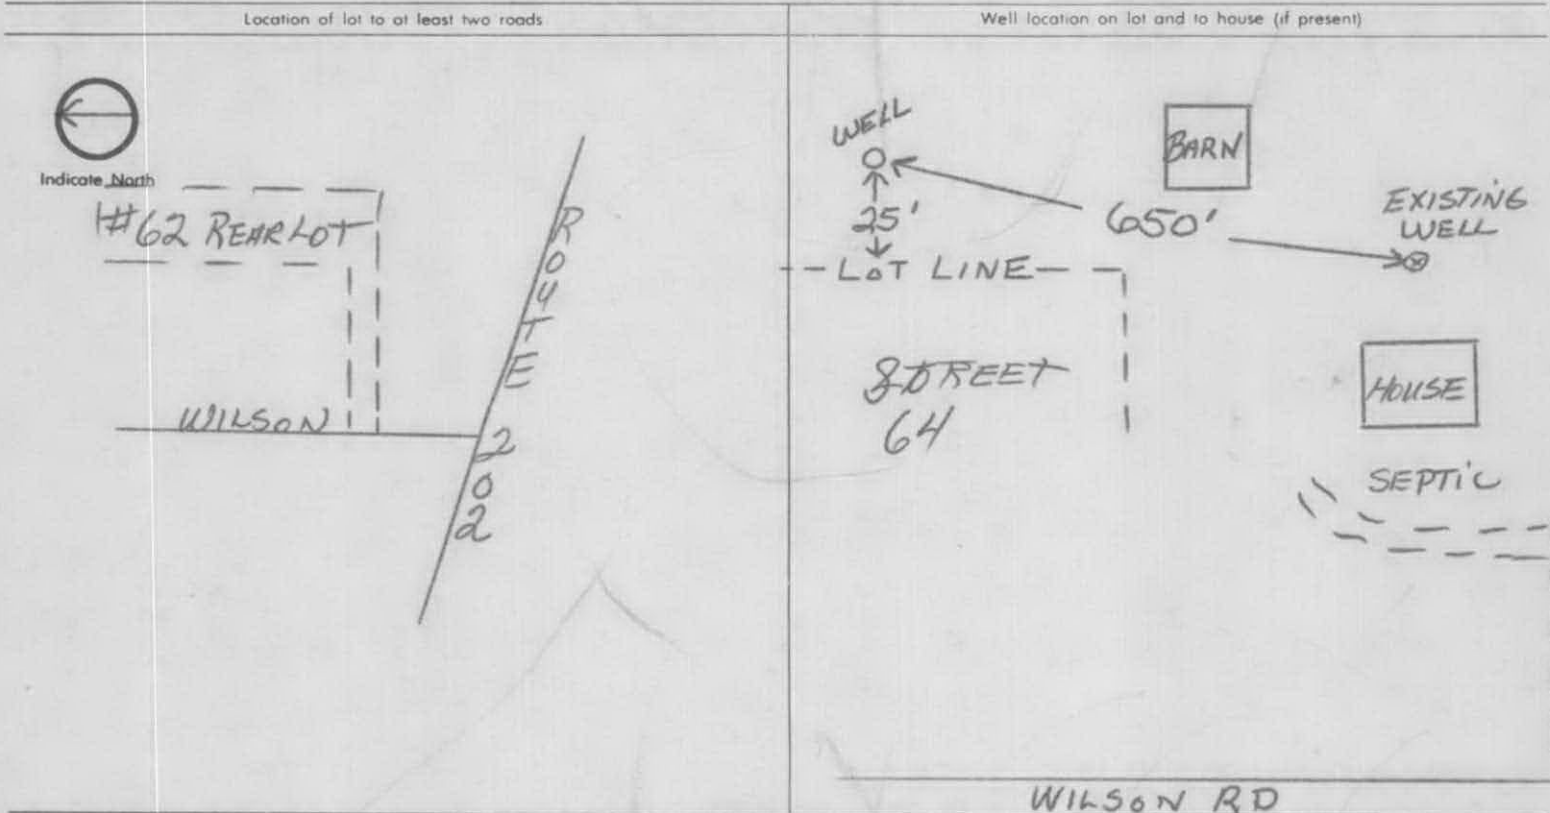 Location of lot to at least two roads
Indicate North
#62 REAR LOT
WILSON
ROUTE 202
Well location on lot and to house (if present)
WELL
BARN
25'
650'
EXISTING
WELL
LOT LINE
STREET
64
HOUSE
SEPTIC
WILSON RD